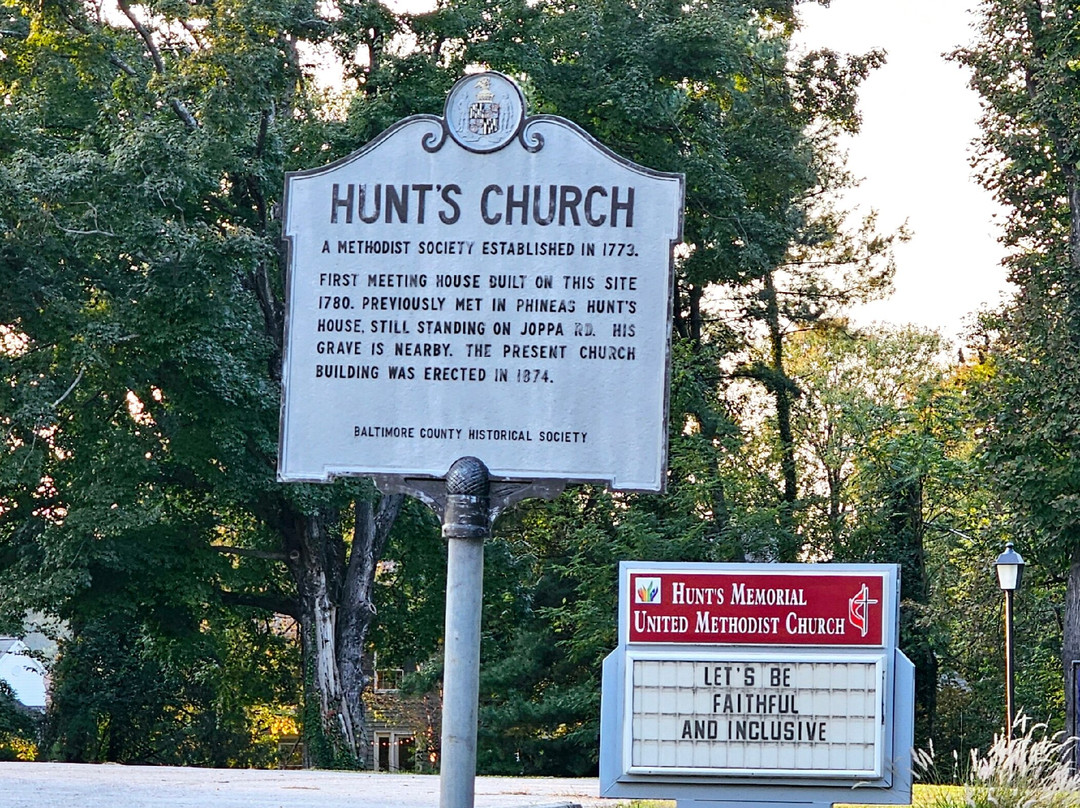 HUNT'S CHURCH
A METHODIST SOCIETY ESTABLISHED IN 1773.
FIRST MEETING HOUSE BUILT ON THIS SITE
1780. PREVIOUSLY MET IN PHINEAS HUNT'S
HOUSE, STILL STANDING ON JOPPA RD. HIS
GRAVE IS NEARBY. THE PRESENT CHURCH
BUILDING WAS ERECTED IN 1874.
BALTIMORE COUNTY HISTORICAL SOCIETY
HUNT'S MEMORIAL
UNITED METHODIST CHURCH
LET'S BE
FAITHFUL
AND INCLUSIVE